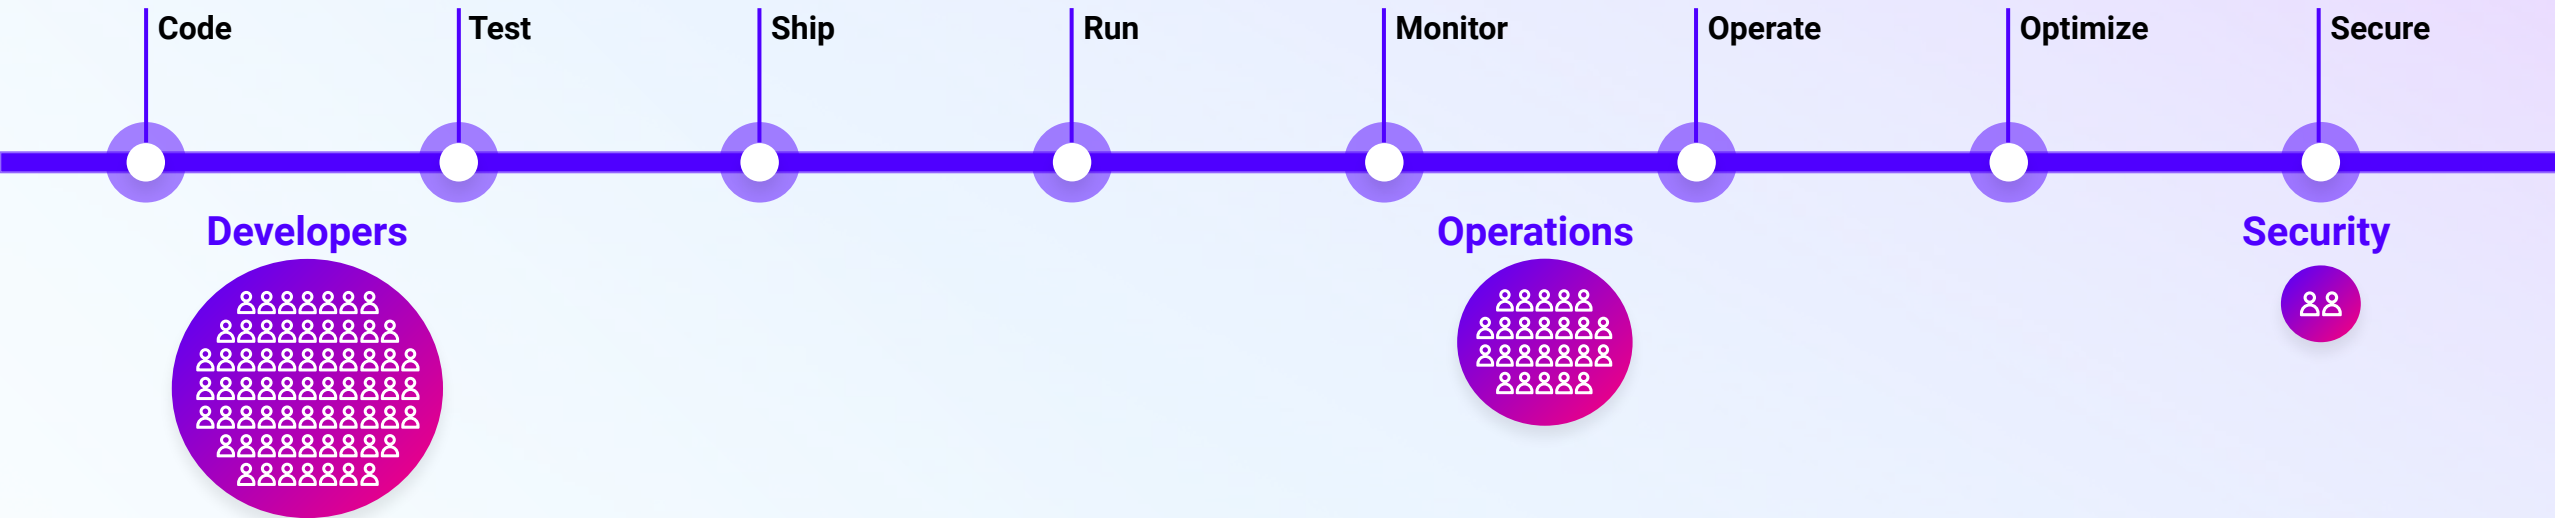 Code
Test
Ship
Run
Monitor
Operate
Optimize
Secure
Developers
Operations
Security